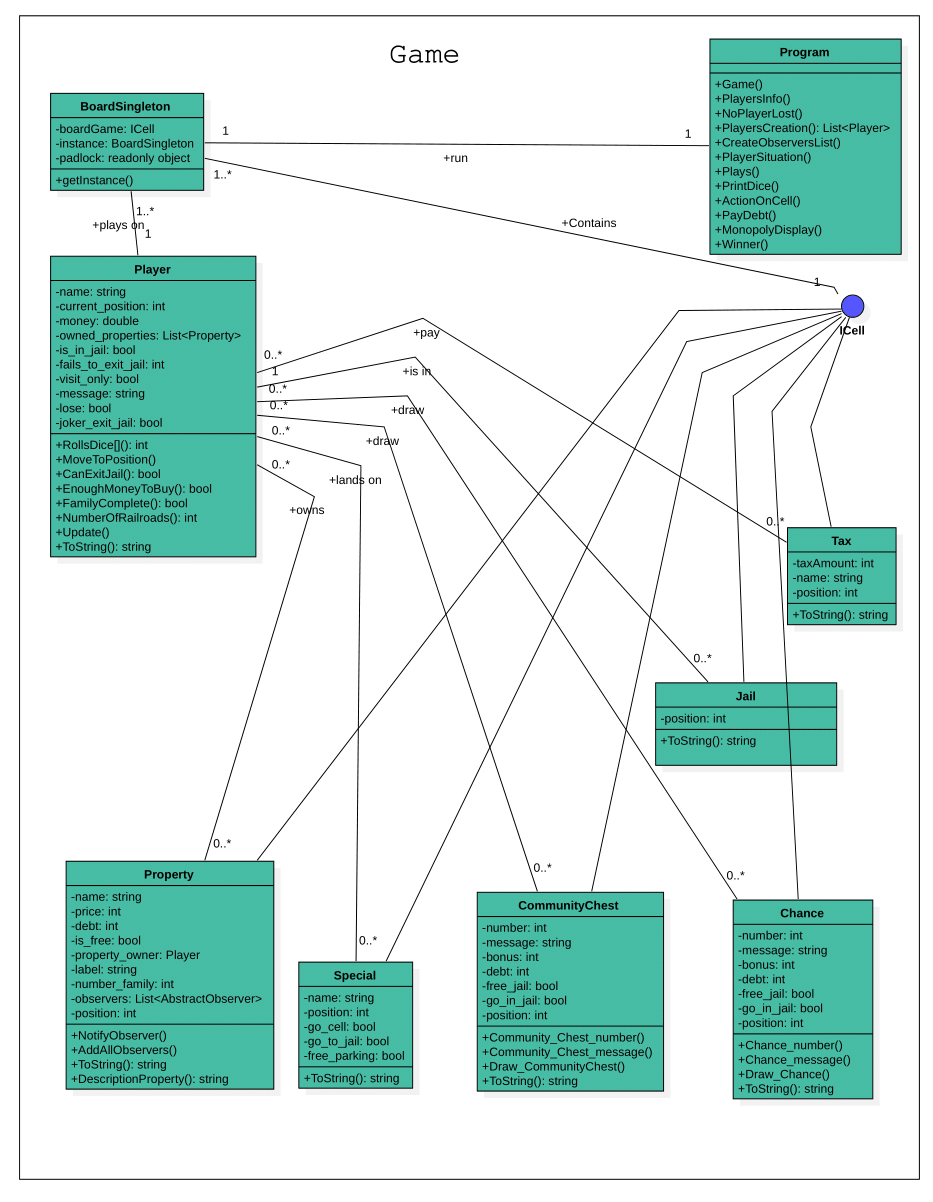 Game
Program
+Game()
+PlayersInfo()
+NoPlayerLost()
+PlayersCreation(): List<Player>
+CreateObserversList()
+PlayerSituation()
+Plays()
+PrintDice()
+ActionOnCell()
+PayDebt()
+MonopolyDisplay()
+Winner()
BoardSingleton
-boardGame: ICell
-instance: BoardSingleton
-padlock: readonly object
+getInstance()
1
1
+run
1..*
+Contains
1
1..*
+plays on
1
ICell
Player
-name: string
-current_position: int
-money: double
-owned_properties: List<Property>
-is_in_jail: bool
-fails_to_exit_jail: int
-visit_only: bool
-message: string
-lose: bool
-joker_exit_jail: bool
+RollsDice[](): int
+MoveToPosition()
+CanExitJail(): bool
+EnoughMoneyToBuy(): bool
+FamilyComplete(): bool
+NumberOfRailroads(): int
+Update()
+ToString(): string
0..*
+pay
1
+is in
0..*
+draw
0..*
+draw
0..*
+lands on
0..*
+owns
0..*
Tax
-taxAmount: int
-name: string
-position: int
+ToString(): string
0..*
Jail
-position: int
+ToString(): string
0..*
Property
-name: string
-price: int
-debt: int
-is_free: bool
-property_owner: Player
-label: string
-number_family: int
-observers: List<AbstractObserver>
-position: int
+NotifyObserver()
+AddAllObservers()
+ToString(): string
+DescriptionProperty(): string
0..*
Special
-name: string
-position: int
-go_cell: bool
-go_to_jail: bool
-free_parking: bool
+ToString(): string
0..*
CommunityChest
-number: int
-message: string
-bonus: int
-debt: int
-free_jail: bool
-go_in_jail: bool
-position: int
+Community_Chest_number()
+Community_Chest_message()
+Draw_CommunityChest()
+ToString(): string
0..*
Chance
-number: int
-message: string
-bonus: int
-debt: int
-free_jail: bool
-go_in_jail: bool
-position: int
+Chance_number()
+Chance_message()
+Draw_Chance()
+ToString(): string